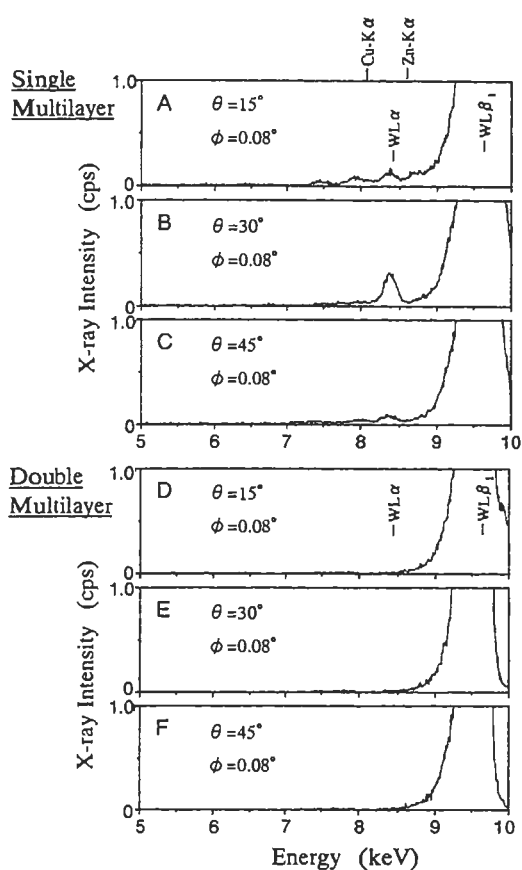 –Cu-Kα
–Zn-Kα
Single
Multilayer
1.0
A
θ=15°
ϕ=0.08°
–WLα
–WLβ1
0
1.0
B
θ=30°
ϕ=0.08°
0
1.0
C
θ=45°
ϕ=0.08°
0
X-ray Intensity (cps)
5 6 7 8 9 10
Double
Multilayer
1.0
D
θ=15°
ϕ=0.08°
–WLα
–WLβ1
0
1.0
E
θ=30°
ϕ=0.08°
0
1.0
F
θ=45°
ϕ=0.08°
0
X-ray Intensity (cps)
5 6 7 8 9 10
Energy (keV)